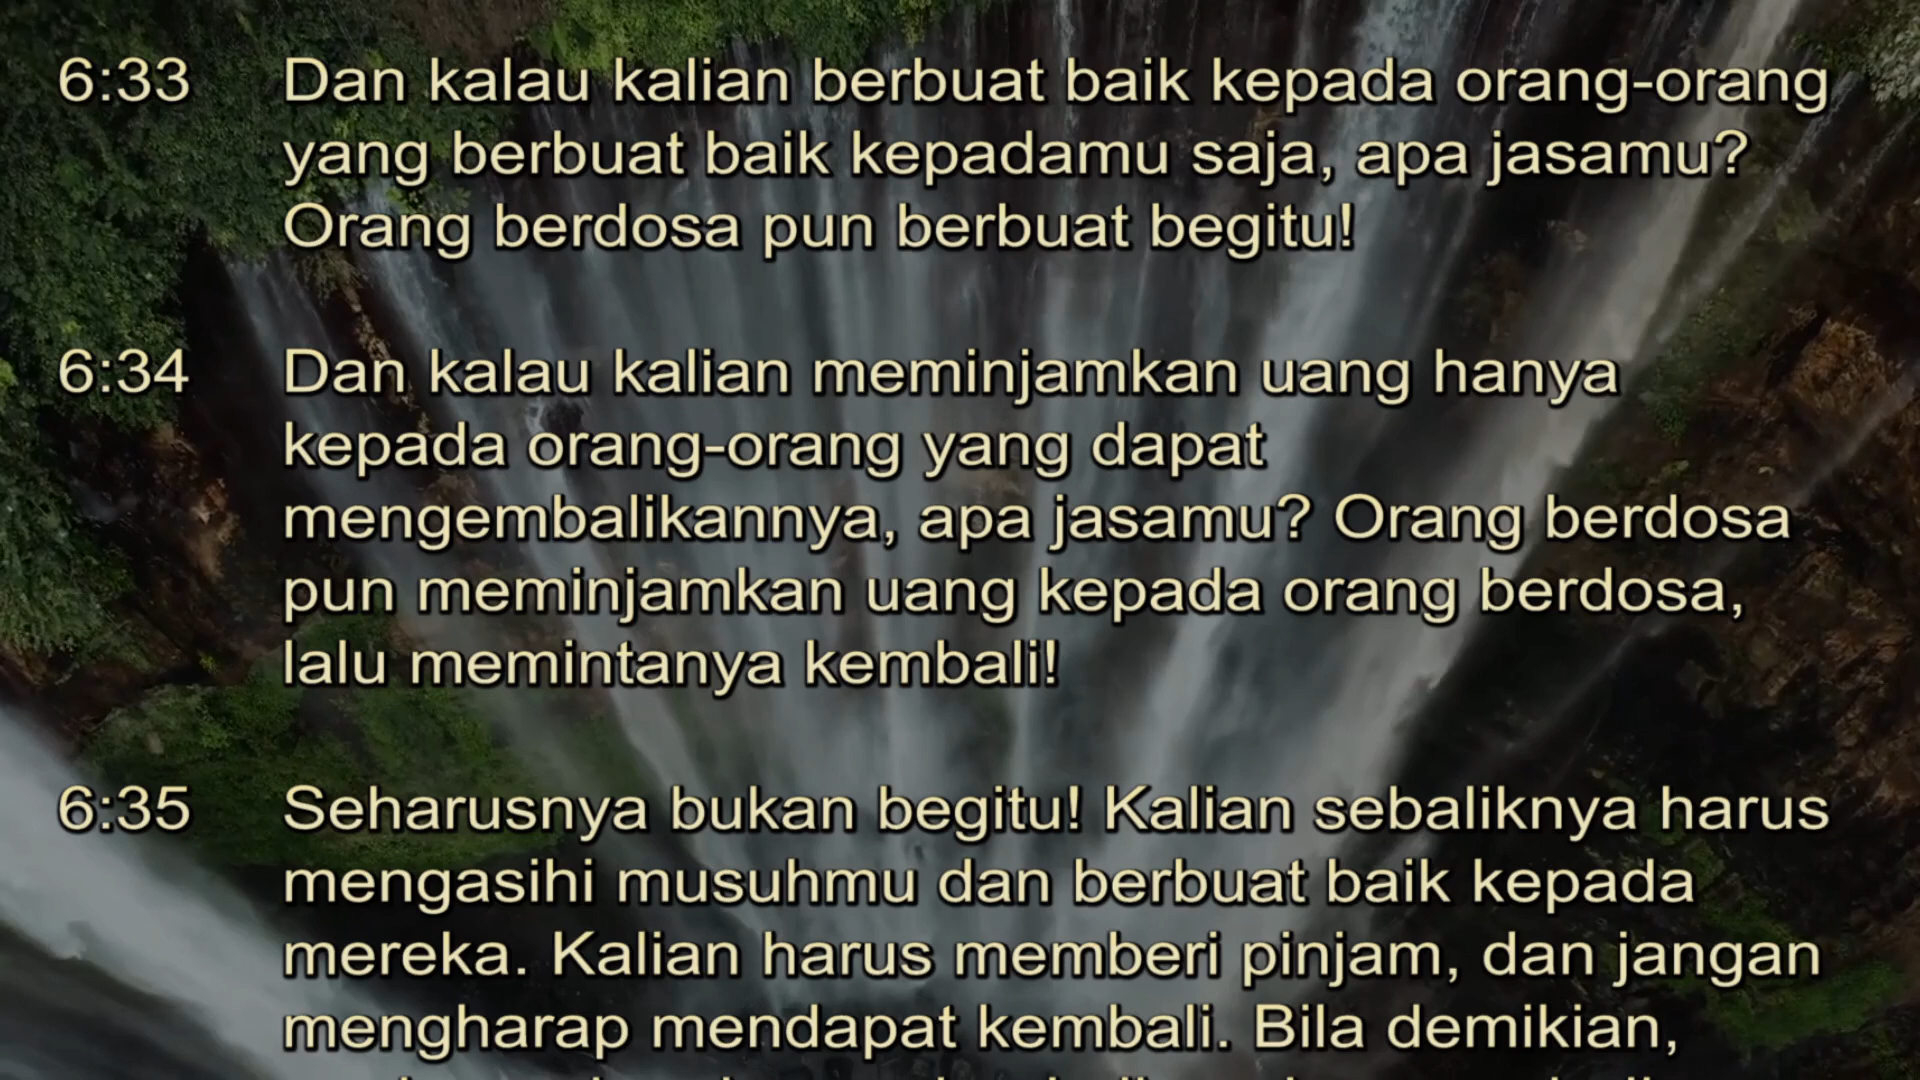 6:33 Dan kalau kalian berbuat baik kepada orang-orang
yang berbuat baik kepadamu saja, apa jasamu?
Orang berdosa pun berbuat begitu!
6:34 Dan kalau kalian meminjamkan uang hanya
kepada orang-orang yang dapat
mengembalikannya, apa jasamu? Orang berdosa
pun meminjamkan uang kepada orang berdosa,
lalu memintanya kembali!
6:35 Seharusnya bukan begitu! Kalian sebaliknya harus
mengasihi musuhmu dan berbuat baik kepada
mereka. Kalian harus memberi pinjam, dan jangan
mengharap mendapat kembali. Bila demikian,